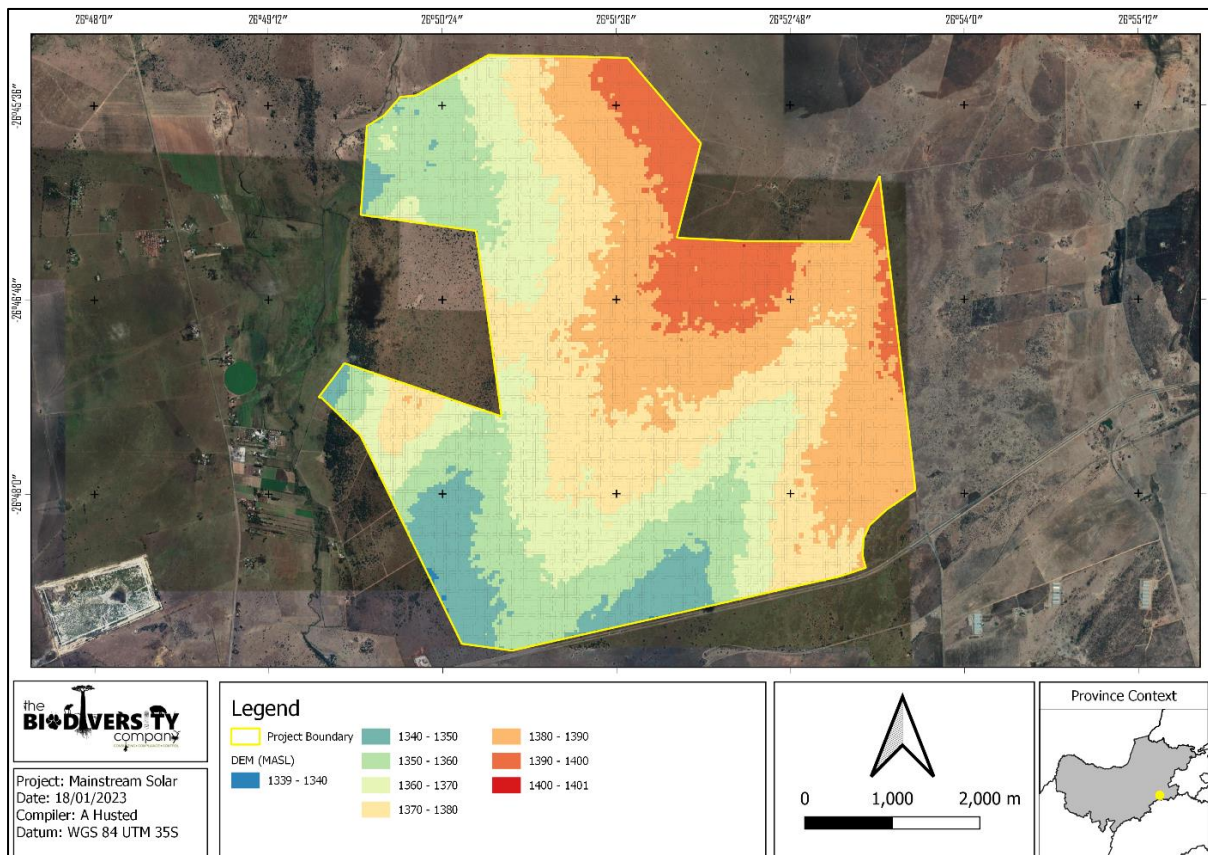 26°48'0" 26°49'12" 26°50'24" 26°51'36" 26°52'48" 26°54'0" 26°55'12"
-26°45'36"
-26°46'48"
-26°48'0"
the
BIODIVERSITY
company
Project: Mainstream Solar
Date: 18/01/2023
Compiler: A Husted
Datum: WGS 84 UTM 35S
Legend
Project Boundary
DEM (MASL)
1339 - 1340
1340 - 1350
1350 - 1360
1360 - 1370
1370 - 1380
1380 - 1390
1390 - 1400
1400 - 1401
0 1,000 2,000 m
Province Context